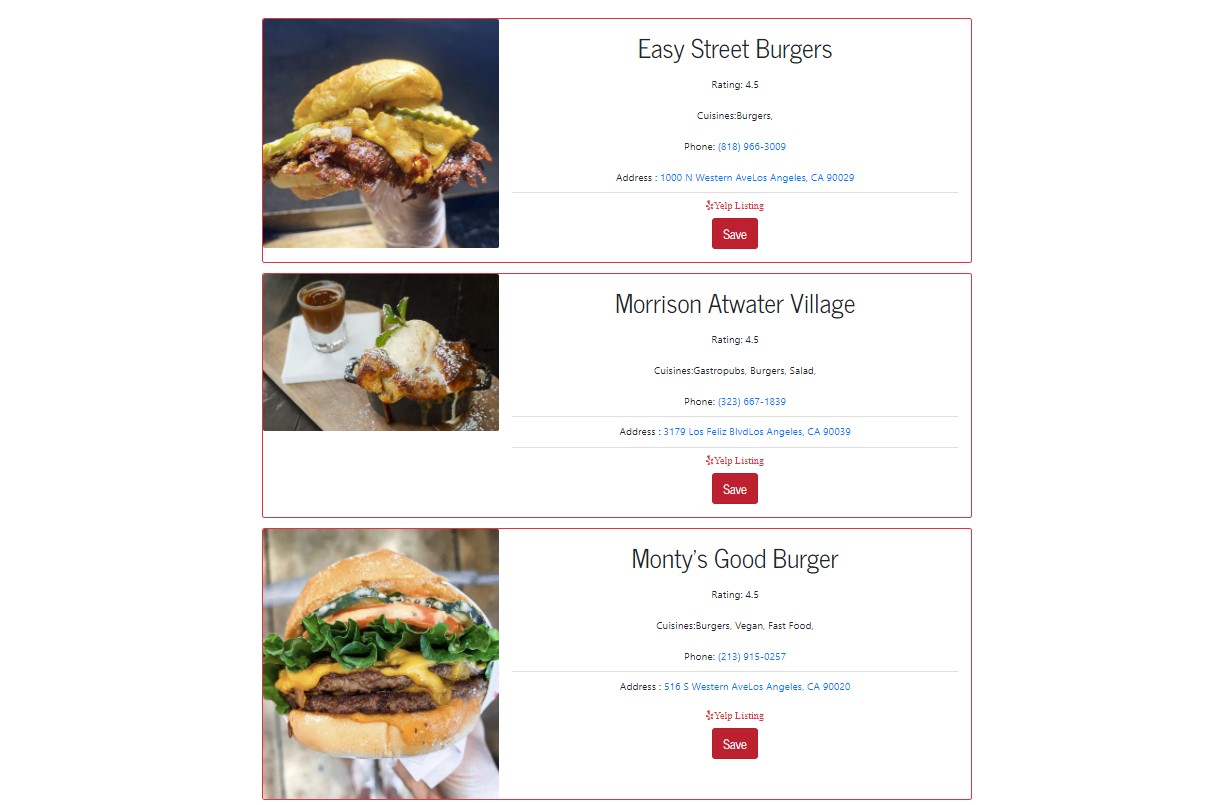 Easy Street Burgers
Rating: 4.5
Cuisines:Burgers,
Phone: (818) 966-3009
Address : 1000 N Western AveLos Angeles, CA 90029
Yelp Listing
Save
Morrison Atwater Village
Rating: 4.5
Cuisines:Gastropubs, Burgers, Salad,
Phone: (323) 667-1839
Address : 3179 Los Feliz BlvdLos Angeles, CA 90039
Yelp Listing
Save
Monty's Good Burger
Rating: 4.5
Cuisines:Burgers, Vegan, Fast Food,
Phone: (213) 915-0257
Address : 516 S Western AveLos Angeles, CA 90020
Yelp Listing
Save